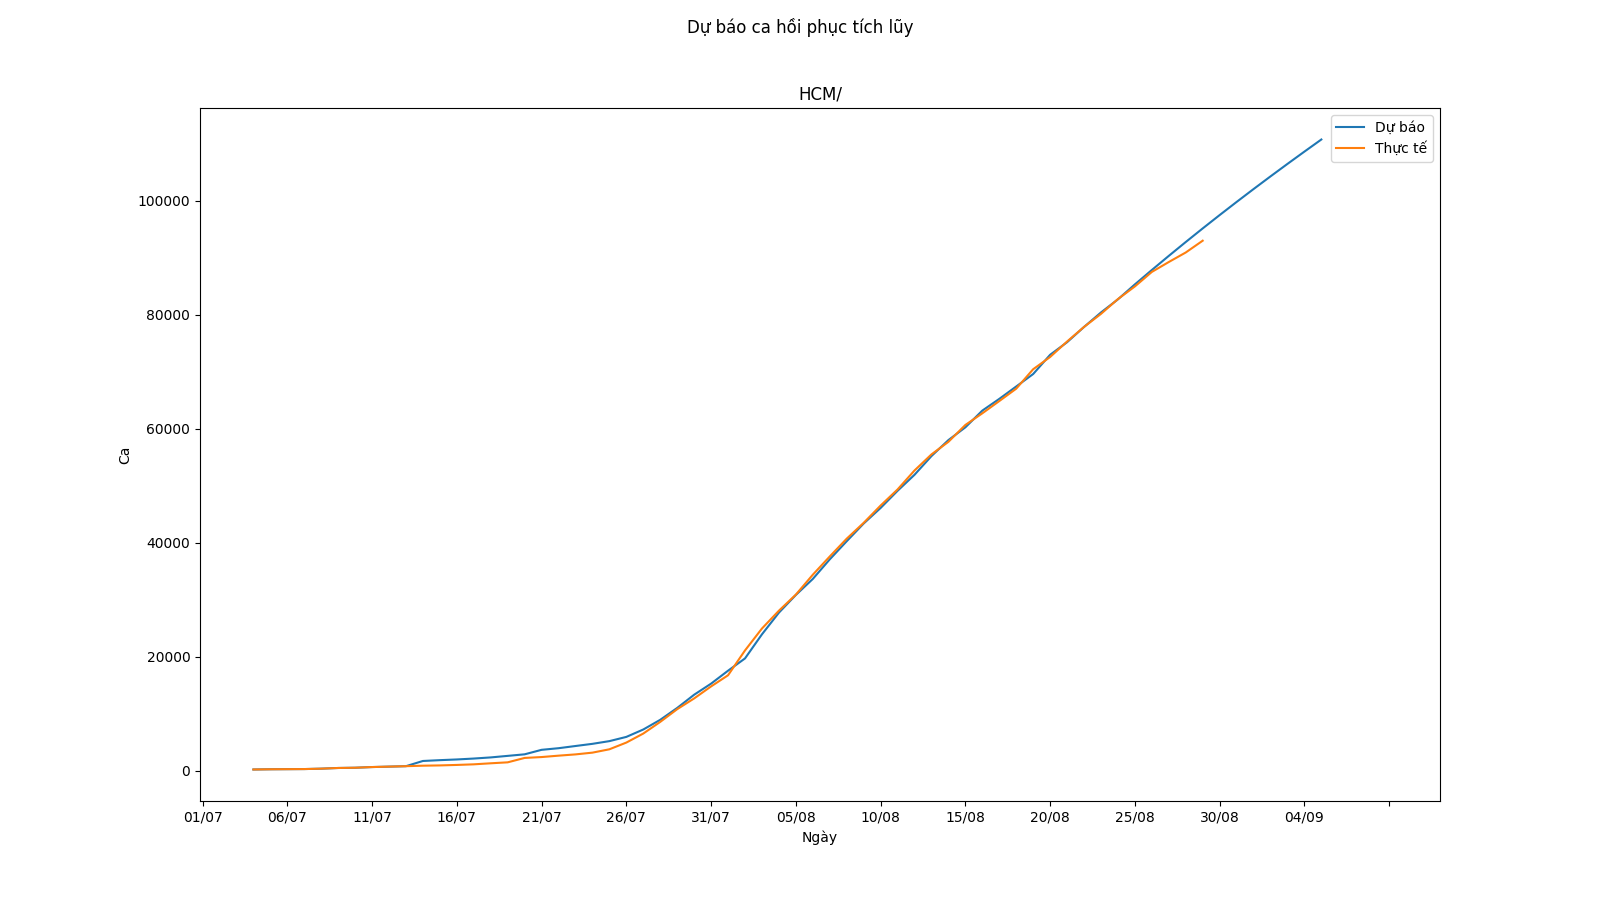 Dự báo ca hồi phục tích lũy
HCM/
Dự báo
Thực tế
100000
80000
60000
40000
20000
0
Ca
01/07 06/07 11/07 16/07 21/07 26/07 31/07 05/08 10/08 15/08 20/08 25/08 30/08 04/09
Ngày